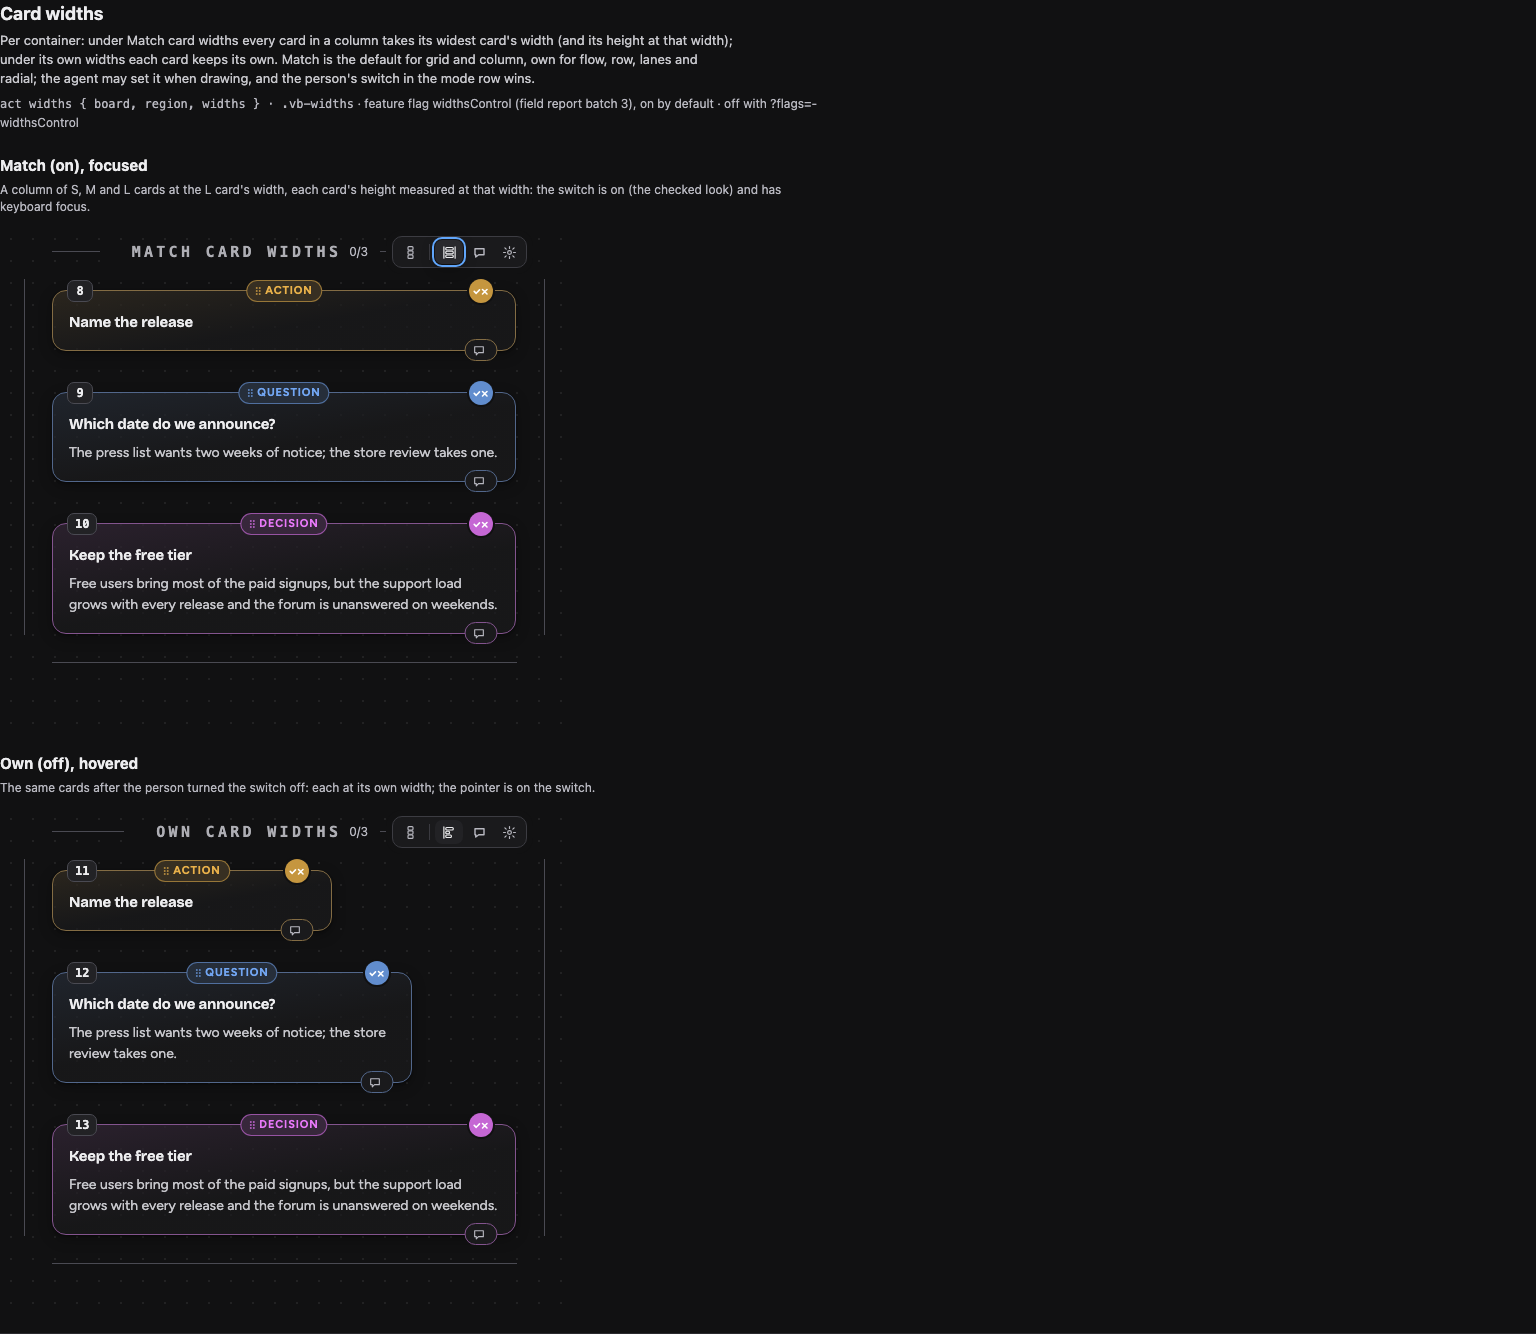 Card widths
Per container: under Match card widths every card in a column takes its widest card's width (and its height at that width);
under its own widths each card keeps its own. Match is the default for grid and column, own for flow, row, lanes and
radial; the agent may set it when drawing, and the person's switch in the mode row wins.
act widths { board, region, widths } · .vb-widths · feature flag widthsControl (field report batch 3), on by default · off with ?flags=-
widthsControl
Match (on), focused
A column of S, M and L cards at the L card's width, each card's height measured at that width: the switch is on (the checked look) and has
keyboard focus.
MATCH CARD WIDTHS 0/3
8 ACTION
Name the release
9 QUESTION
Which date do we announce?
The press list wants two weeks of notice; the store review takes one.
10 DECISION
Keep the free tier
Free users bring most of the paid signups, but the support load
grows with every release and the forum is unanswered on weekends.
Own (off), hovered
The same cards after the person turned the switch off: each at its own width; the pointer is on the switch.
OWN CARD WIDTHS 0/3
11 ACTION
Name the release
12 QUESTION
Which date do we announce?
The press list wants two weeks of notice; the store
review takes one.
13 DECISION
Keep the free tier
Free users bring most of the paid signups, but the support load
grows with every release and the forum is unanswered on weekends.